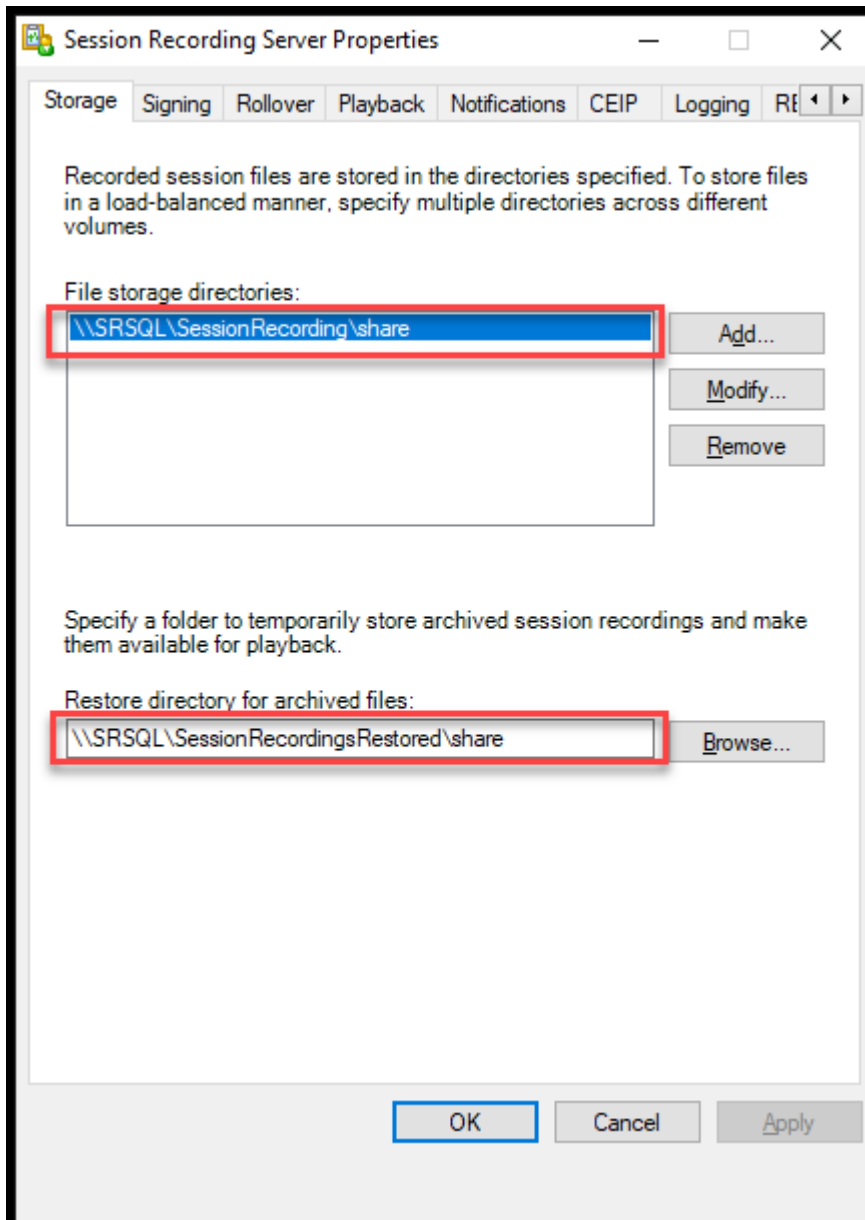 Session Recording Server Properties
Storage Signing Rollover Playback Notifications CEIP Logging RE
Recorded session files are stored in the directories specified. To store files
in a load-balanced manner, specify multiple directories across different
volumes.
File storage directories:
\\SRSQL\SessionRecording\share
Add...
Modify...
Remove
Specify a folder to temporarily store archived session recordings and make
them available for playback.
Restore directory for archived files:
\\SRSQL\SessionRecordingsRestored\share
Browse...
OK Cancel Apply